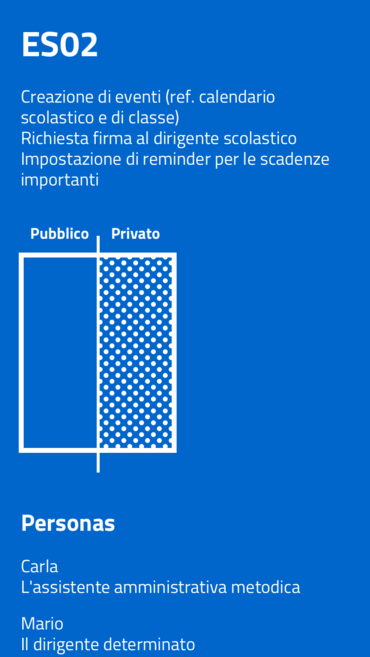 ES02
Creazione di eventi (ref. calendario
scolastico e di classe)
Richiesta firma al dirigente scolastico
Impostazione di reminder per le scadenze
importanti
Pubblico Privato
Personas
Carla
L'assistente amministrativa metodica
Mario
Il dirigente determinato